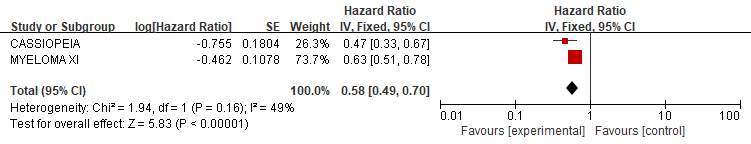 Hazard Ratio Hazard Ratio
Study or Subgroup log[Hazard Ratio] SE Weight IV, Fixed, 95% CI IV, Fixed, 95% CI
CASSIOPEIA -0.755 0.1804 26.3% 0.47 [0.33, 0.67]
MYELOMA XI -0.462 0.1078 73.7% 0.63 [0.51, 0.78]
Total (95% CI) 100.0% 0.58 [0.49, 0.70]
Heterogeneity: Chi² = 1.94, df = 1 (P = 0.16); I² = 49%
Test for overall effect: Z = 5.83 (P < 0.00001)
0.01 0.1 1 10 100
Favours [experimental] Favours [control]